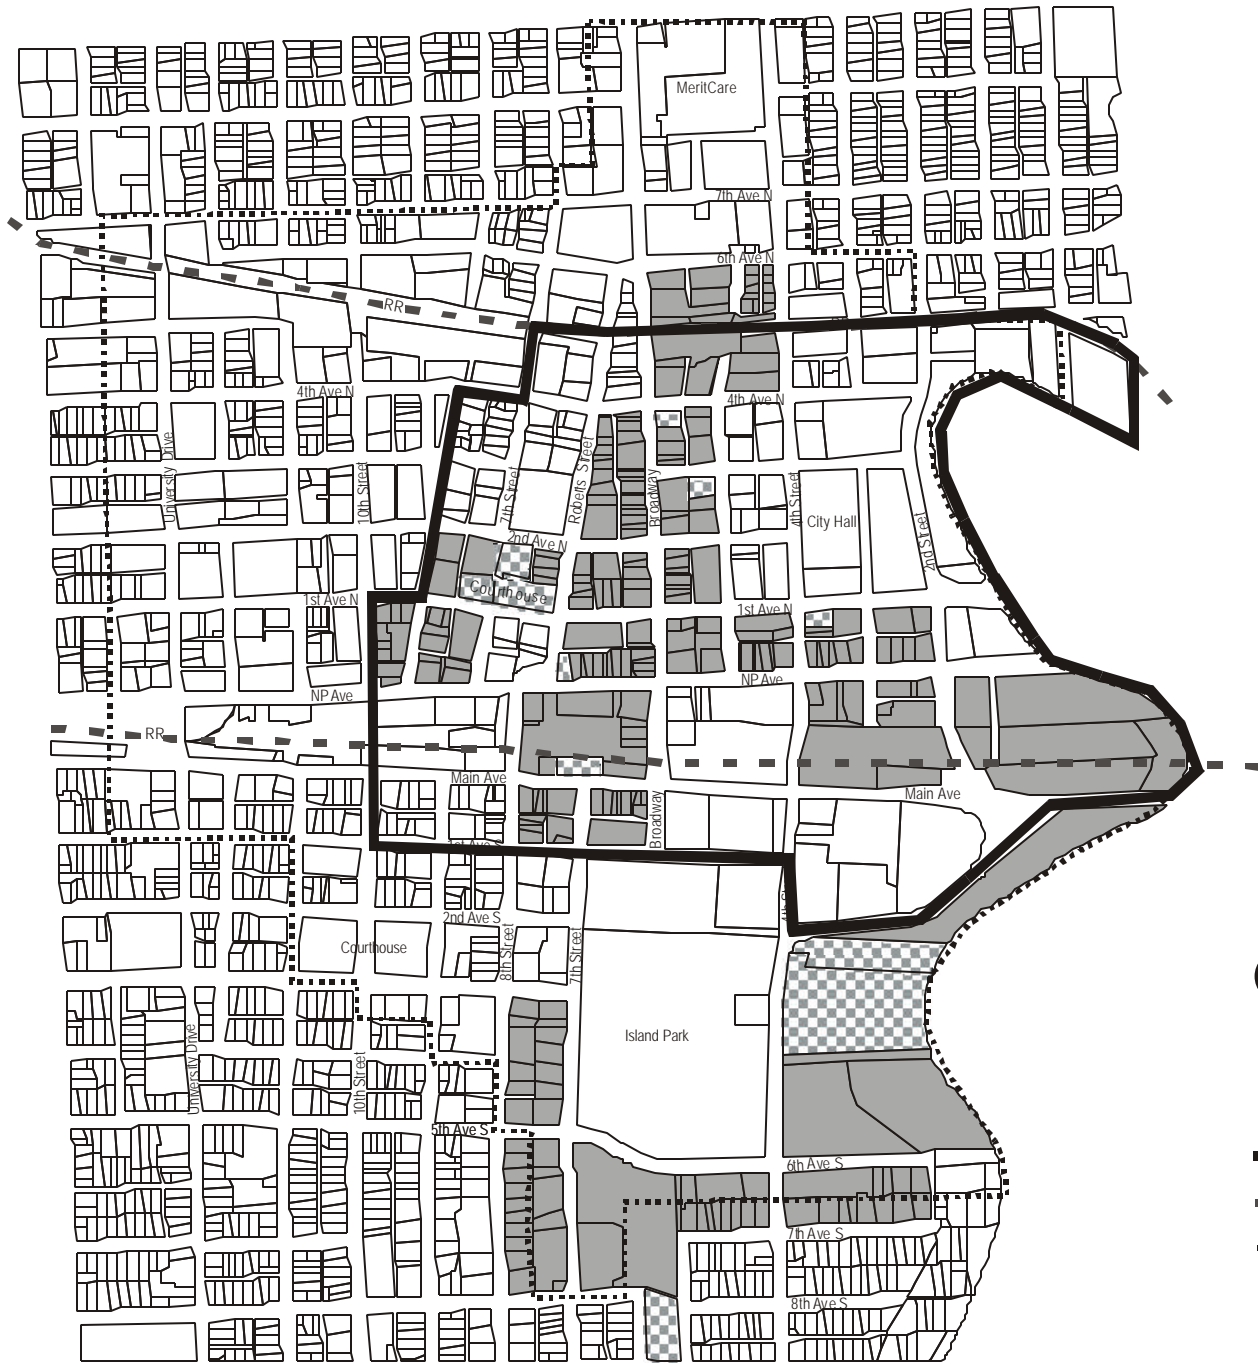 MeritCare
7th Ave N
6th Ave N
RR
4th Ave N
4th Ave N
University Drive
10th Street
7th Street
Roberts Street
Broadway
4th Street
City Hall
2nd Street
2nd Ave N
Courthouse
1st Ave N
1st Ave N
NP Ave
NP Ave
RR
Main Ave
Main Ave
Broadway
1st Ave S
2nd Ave S
Courthouse
8th Street
7th Street
Island Park
University Drive
10th Street
5th Ave S
6th Ave S
7th Ave S
8th Ave S